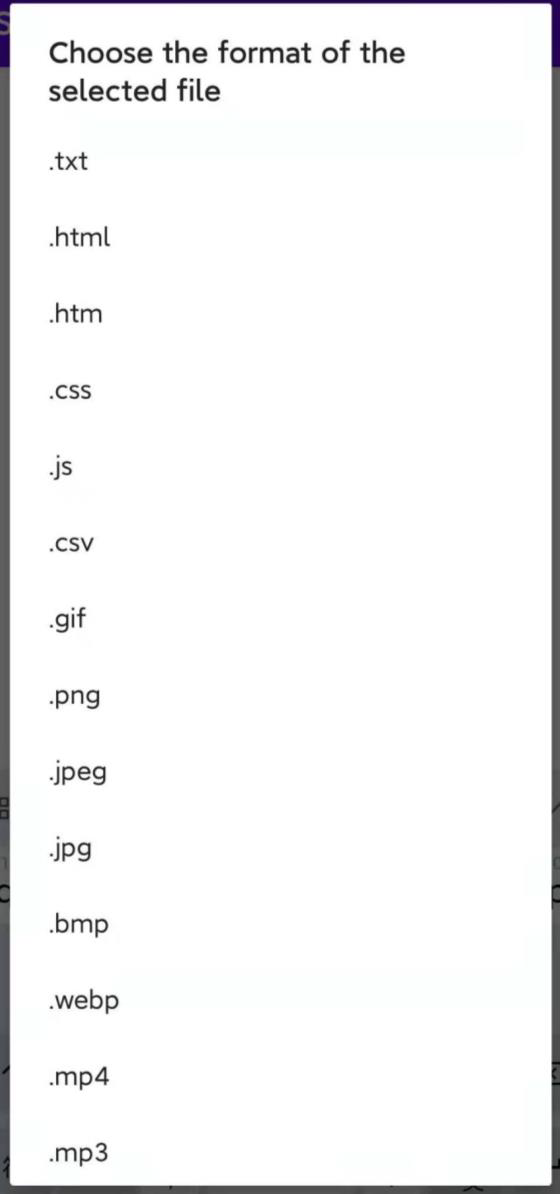 Choose the format of the
selected file
.txt
.html
.htm
.css
.js
.csv
.gif
.png
.jpeg
.jpg
.bmp
.webp
.mp4
.mp3